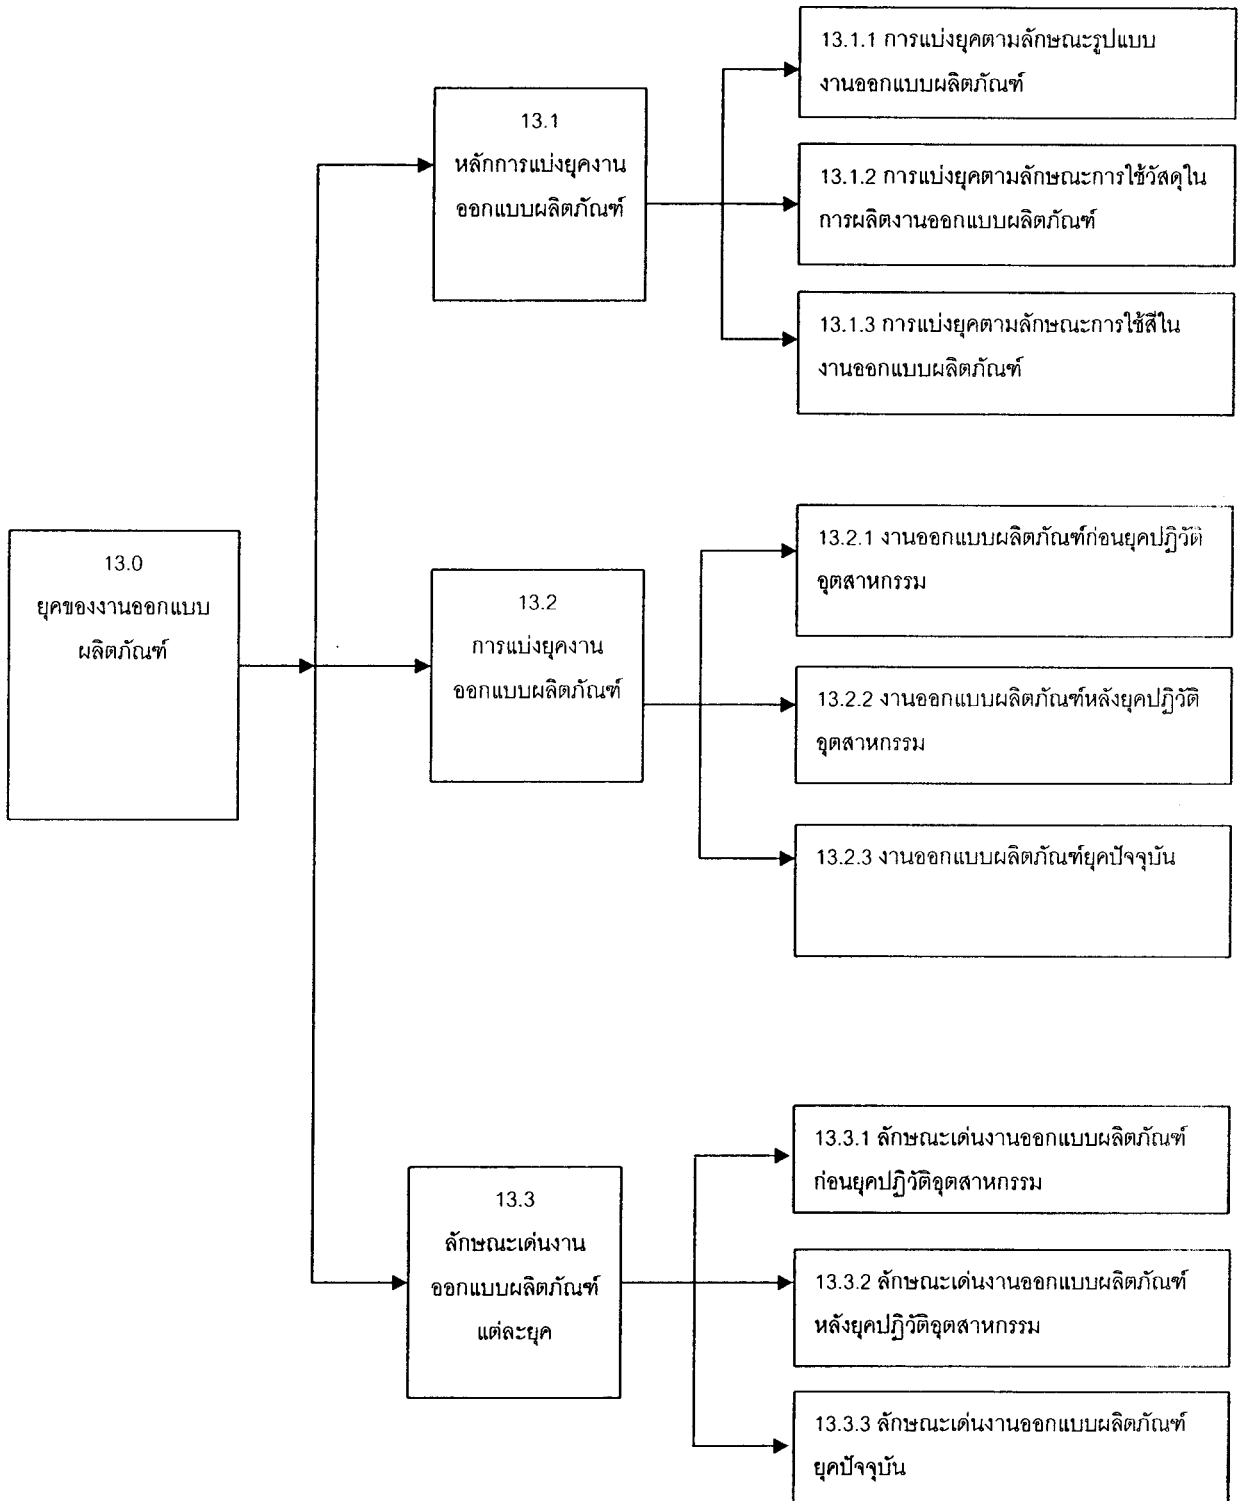 13.0
ยุคของงานออกแบบ
ผลิตภัณฑ์
13.1
หลักการแบ่งยุคงาน
ออกแบบผลิตภัณฑ์
13.1.1 การแบ่งยุคตามลักษณะรูปแบบ
งานออกแบบผลิตภัณฑ์
13.1.2 การแบ่งยุคตามลักษณะการใช้วัสดุใน
การผลิตงานออกแบบผลิตภัณฑ์
13.1.3 การแบ่งยุคตามลักษณะการใช้สีใน
งานออกแบบผลิตภัณฑ์
13.2
การแบ่งยุคงาน
ออกแบบผลิตภัณฑ์
13.2.1 งานออกแบบผลิตภัณฑ์ก่อนยุคปฏิวัติ
อุตสาหกรรม
13.2.2 งานออกแบบผลิตภัณฑ์หลังยุคปฏิวัติ
อุตสาหกรรม
13.2.3 งานออกแบบผลิตภัณฑ์ยุคปัจจุบัน
13.3
ลักษณะเด่นงาน
ออกแบบผลิตภัณฑ์
แต่ละยุค
13.3.1 ลักษณะเด่นงานออกแบบผลิตภัณฑ์
ก่อนยุคปฏิวัติอุตสาหกรรม
13.3.2 ลักษณะเด่นงานออกแบบผลิตภัณฑ์
หลังยุคปฏิวัติอุตสาหกรรม
13.3.3 ลักษณะเด่นงานออกแบบผลิตภัณฑ์
ยุคปัจจุบัน